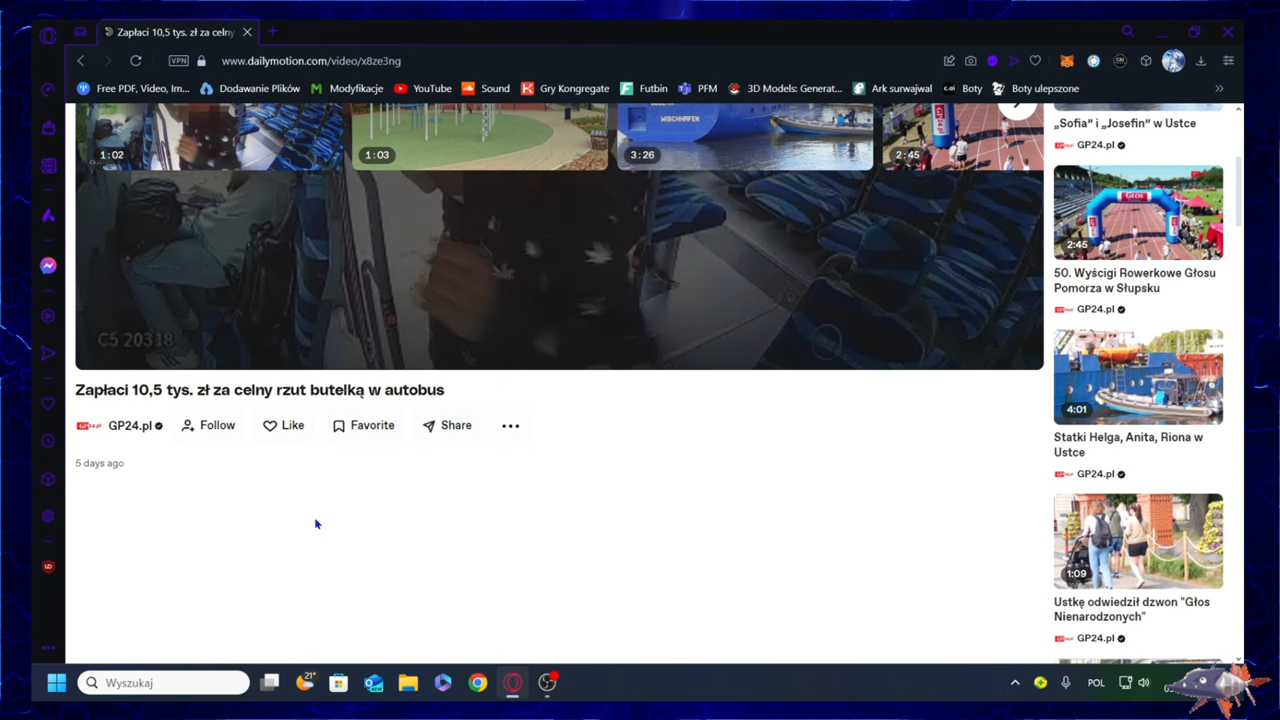 Zapłaci 10,5 tys. zł za celny
VPN
www.dailymotion.com/video/x8ze3ng
Free PDF, Video, Im...
Dodawanie Plików
Modyfikacje
YouTube
Sound
Gry Kongregate
Futbin
PFM
3D Models: Generat...
Ark surwajwal
Boty
Boty ulepszone
1:02
1:03
WISCHHAFEN
3:26
2:45
C5 20318
Zapłaci 10,5 tys. zł za celny rzut butelką w autobus
GP24.pl
Follow
Like
Favorite
Share
5 days ago
„Sofia” i „Josefin” w Ustce
GP24.pl
GŁOS
2:45
50. Wyścigi Rowerkowe Głosu
Pomorza w Słupsku
GP24.pl
4:01
Statki Helga, Anita, Riona w
Ustce
GP24.pl
1:09
Ustkę odwiedził dzwon "Głos
Nienarodzonych"
GP24.pl
Wyszukaj
21°
POL